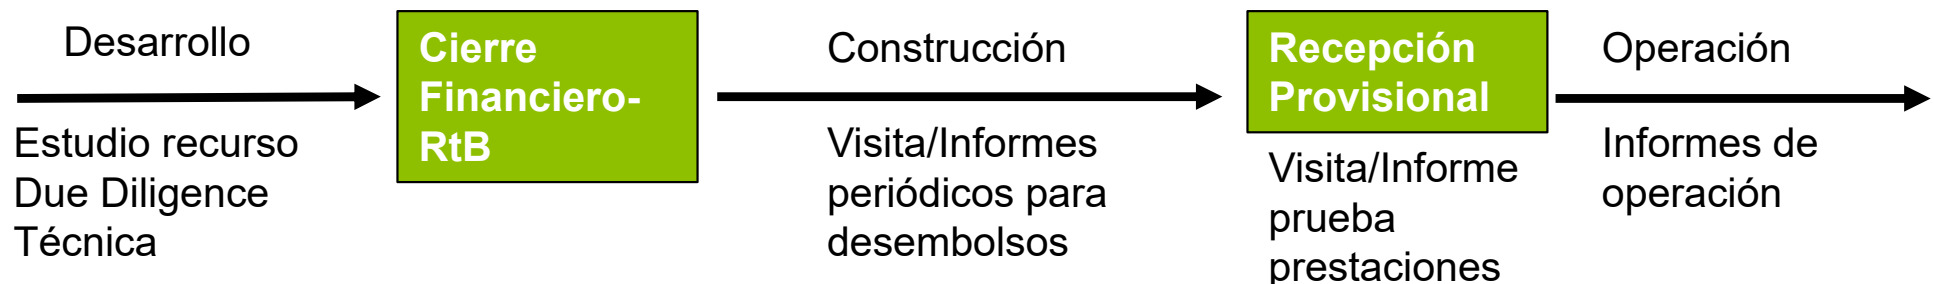 Desarrollo
Estudio recurso
Due Diligence
Técnica
Cierre
Financiero-
RtB
Construcción
Visita/Informes
periódicos para
desembolsos
Recepción
Provisional
Visita/Informe
prueba
prestaciones
Operación
Informes de
operación